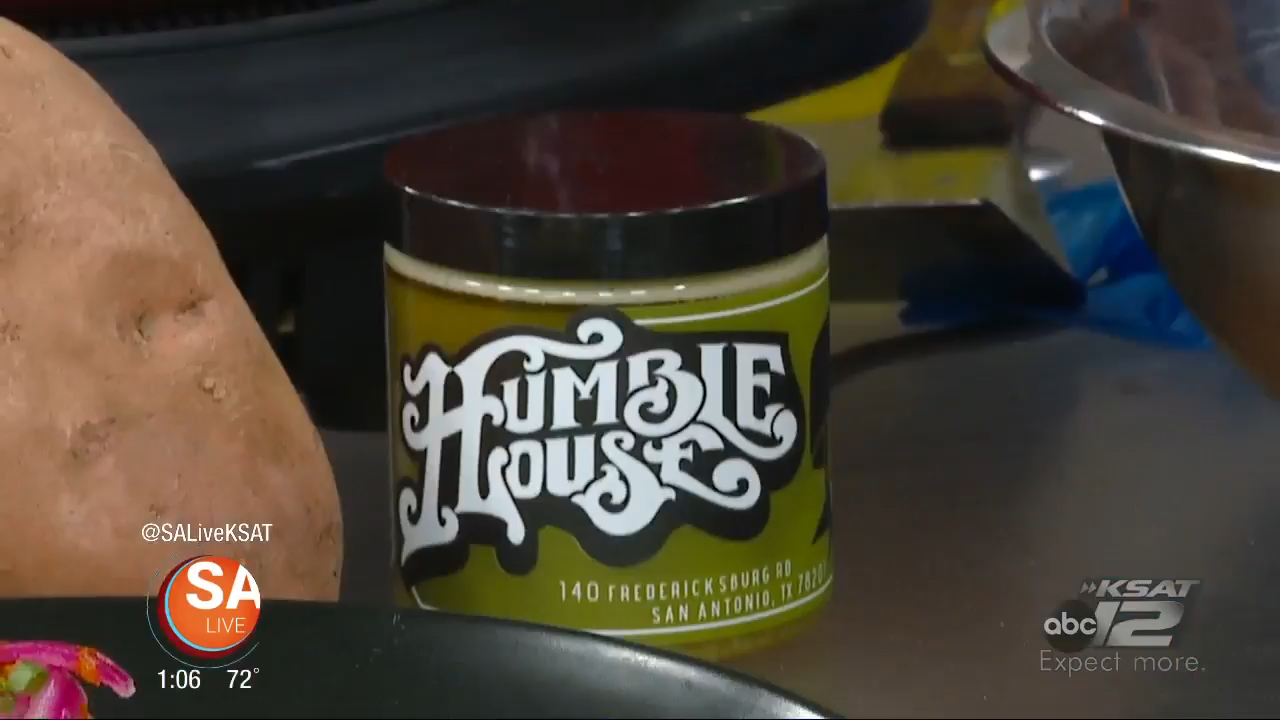 HUMBLE
HOUSE
140 FREDERICKSBURG RD
SAN ANTONIO, TX
@SALiveKSAT
SA
LIVE
1:06 72°
KSAT
abc 12
Expect more.